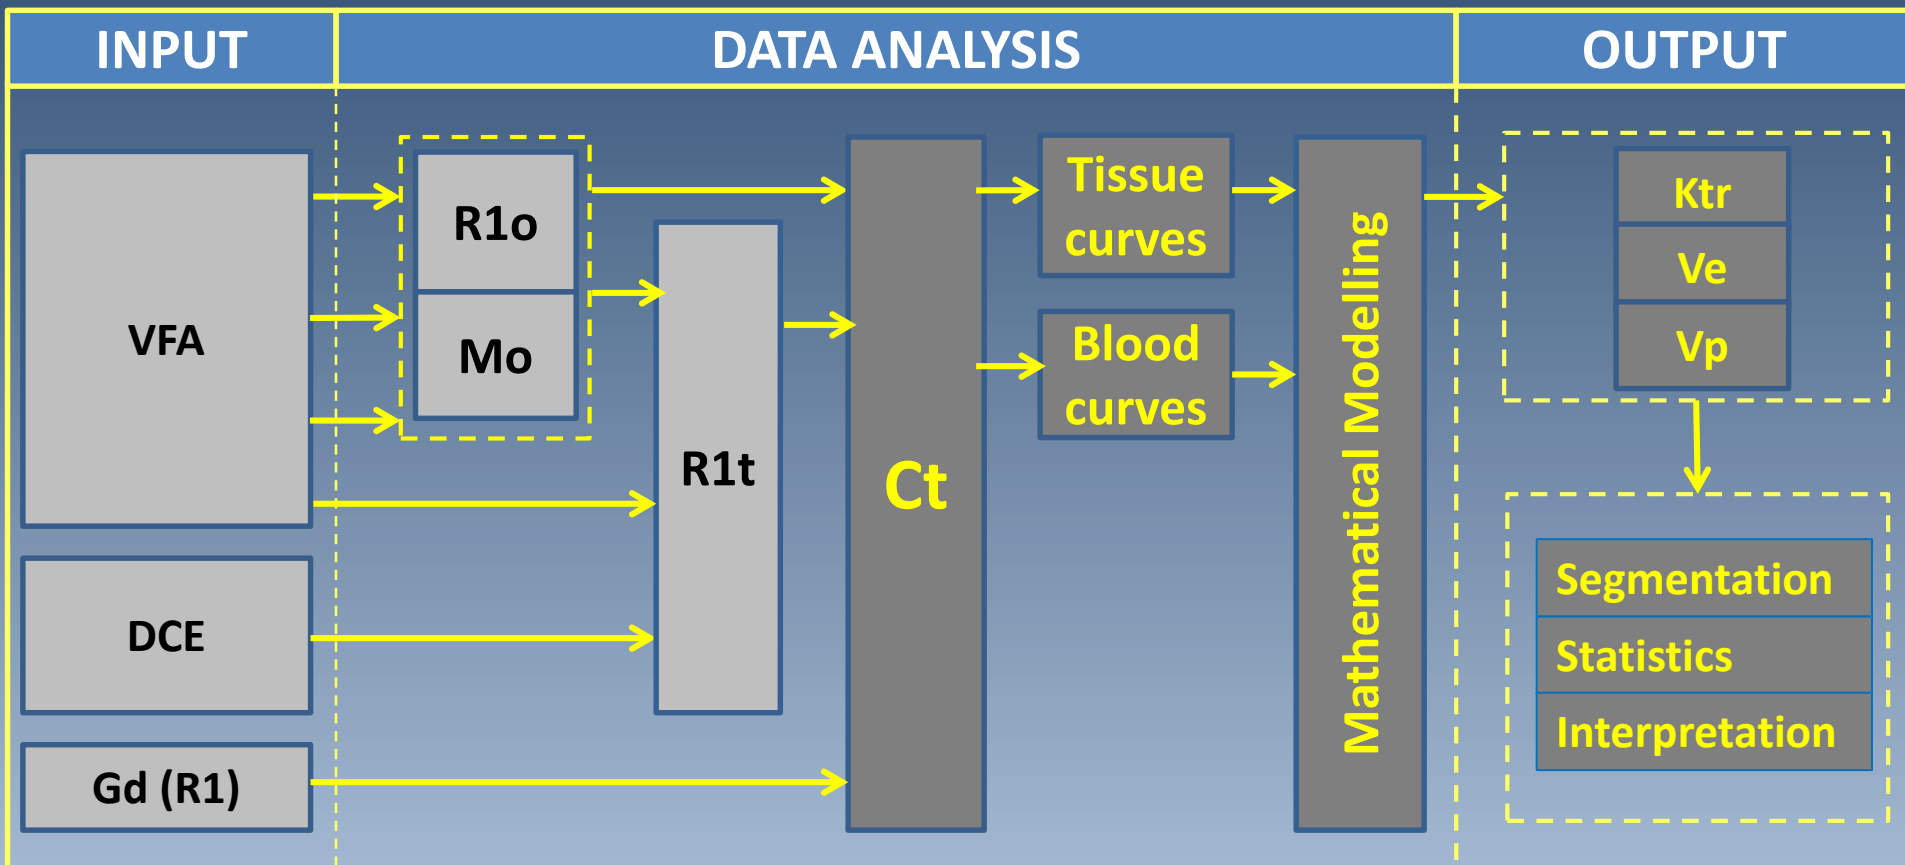 INPUT
DATA ANALYSIS
OUTPUT
VFA
DCE
Gd (R1)
R1o
Mo
R1t
Ct
Tissue
curves
Blood
curves
Mathematical Modelling
Ktr
Ve
Vp
Segmentation
Statistics
Interpretation